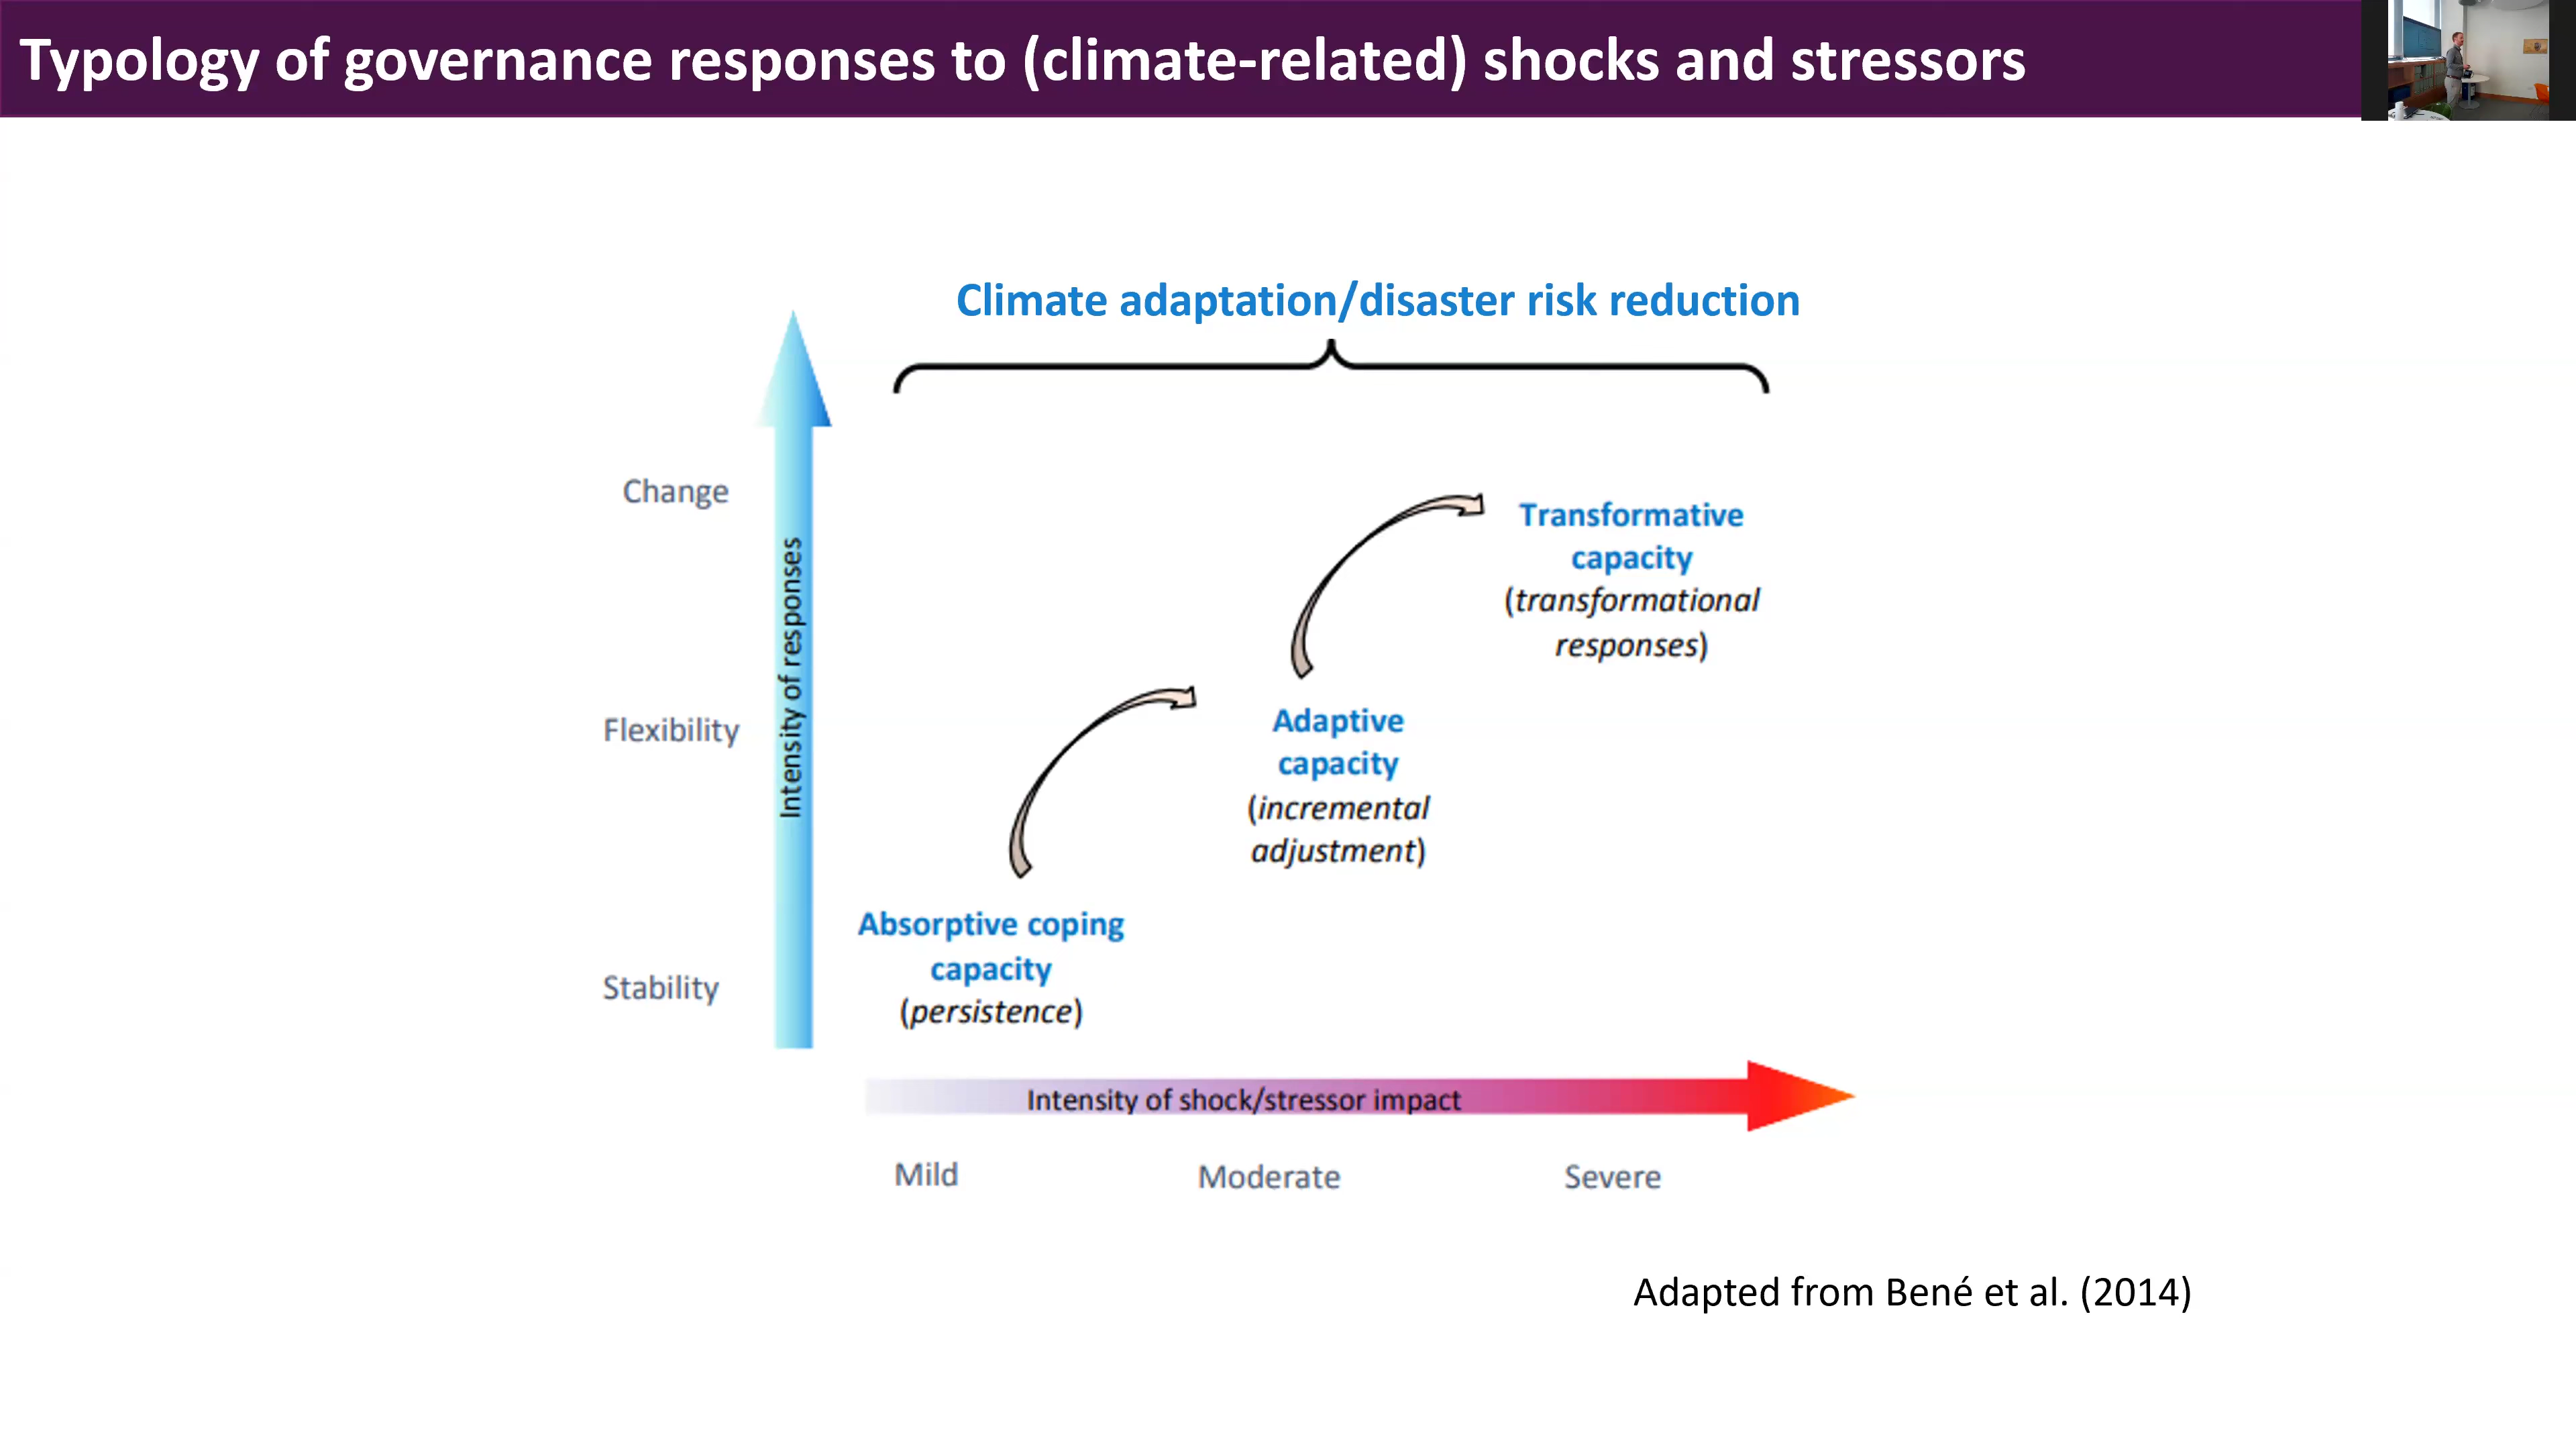 Typology of governance responses to (climate-related) shocks and stressors
Climate adaptation/disaster risk reduction
Change
Flexibility
Stability
Intensity of responses
Transformative
capacity
(transformational
responses)
Adaptive
capacity
(incremental
adjustment)
Absorptive coping
capacity
(persistence)
Intensity of shock/stressor impact
Mild
Moderate
Severe
Adapted from Bené et al. (2014)